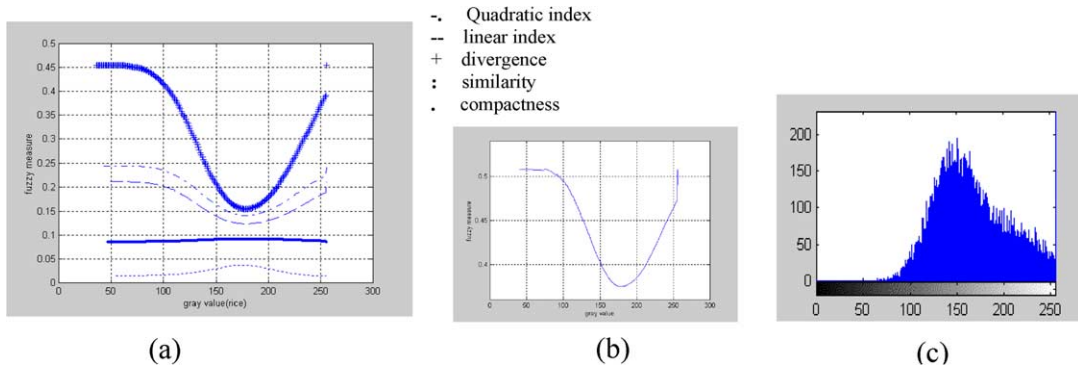 -. Quadratic index
-- linear index
+ divergence
: similarity
. compactness
0.5
0.45
0.4
0.35
0.3
0.25
0.2
0.15
0.1
0.05
0
0 50 100 150 200 250 300
fuzzy measure
gray value(rice)
(a)
0.5
0.45
0.4
0 50 100 150 200 250 300
fuzzy measure
gray value
(b)
200
150
100
50
0
0 50 100 150 200 250
(c)